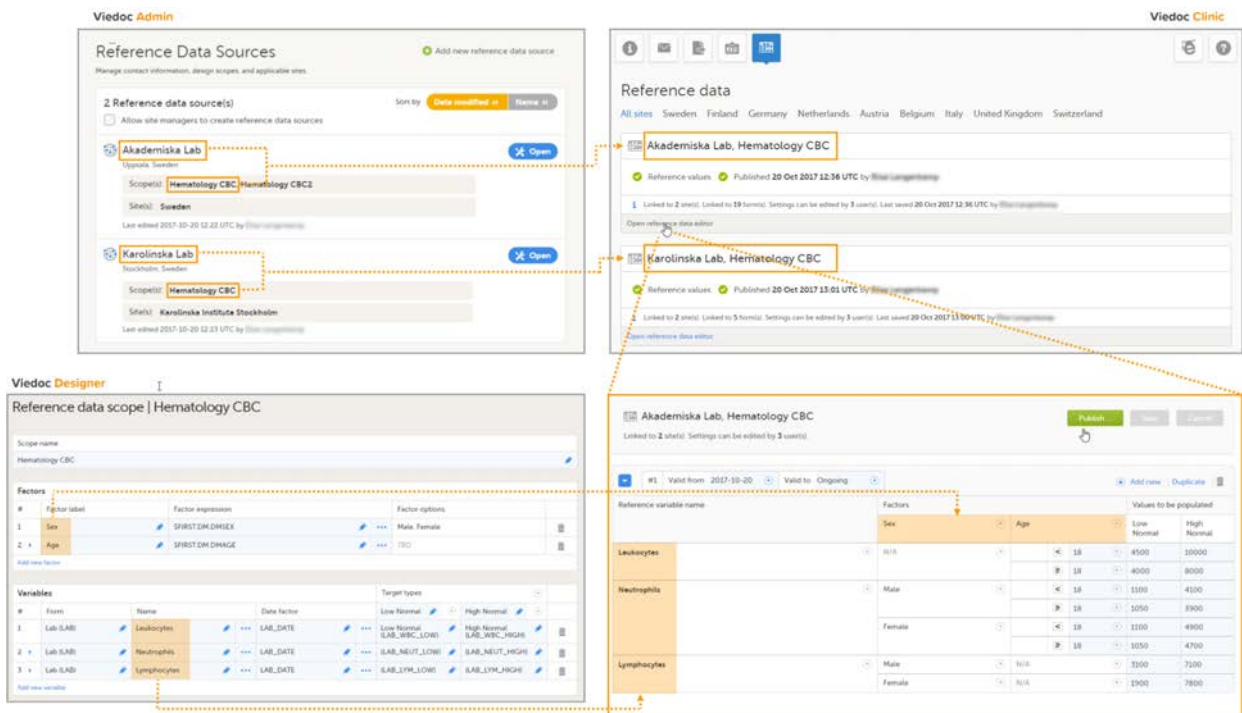 Viedoc Admin
Reference Data Sources
Add new reference data source
Manage contact information, design scopes, and applicable sites.
2 Reference data source(s)
Sort by Date modified Name
Allow site managers to create reference data sources
Akademiska Lab
Open
Uppsala, Sweden
Scope(s): Hematology CBC, Hematology CBC2
Site(s): Sweden
Last edited 2017-10-20 12:22 UTC by
Karolinska Lab
Open
Stockholm, Sweden
Scope(s): Hematology CBC
Site(s): Karolinska Institute Stockholm
Last edited 2017-10-20 12:23 UTC by
Viedoc Clinic
Reference data
All sites Sweden Finland Germany Netherlands Austria Belgium Italy United Kingdom Switzerland
Akademiska Lab, Hematology CBC
Reference values Published 20 Oct 2017 12:36 UTC by
Linked to 2 site(s). Linked to 19 form(s). Settings can be edited by 3 user(s). Last saved 20 Oct 2017 12:36 UTC by
Open reference data editor
Karolinska Lab, Hematology CBC
Reference values Published 20 Oct 2017 13:01 UTC by
Linked to 2 site(s). Linked to 5 form(s). Settings can be edited by 3 user(s). Last saved 20 Oct 2017 13:00 UTC by
Open reference data editor
Viedoc Designer
Reference data scope | Hematology CBC
Scope name
Hematology CBC
Factors
# Factor label Factor expression Factor options
1 Sex SFIRST.DM.DMSEX Male, Female
2 Age SFIRST.DM.DMAGE
Add new factor
Variables Target types
# Form Name Date factor Low Normal High Normal
1 Lab (LAB) Leukocytes LAB_DATE Low Normal (LAB_WBC_LOW) High Normal (LAB_WBC_HIGH)
2 Lab (LAB) Neutrophils LAB_DATE (LAB_NEUT_LOW) (LAB_NEUT_HIGH)
3 Lab (LAB) Lymphocytes LAB_DATE (LAB_LYM_LOW) (LAB_LYM_HIGH)
Add new variable
Akademiska Lab, Hematology CBC
Publish Save Cancel
Linked to 2 site(s). Settings can be edited by 3 user(s).
#1 Valid from 2017-10-20 Valid to Ongoing
Add new Duplicate
Reference variable name Factors Values to be populated
Sex Age Low Normal High Normal
Leukocytes N/A < 18 4500 10000
≥ 18 4000 8000
Neutrophils Male < 18 1100 4100
≥ 18 1050 3900
Female < 18 1100 4900
≥ 18 1050 4700
Lymphocytes Male N/A 3100 7100
Female N/A 1900 7800